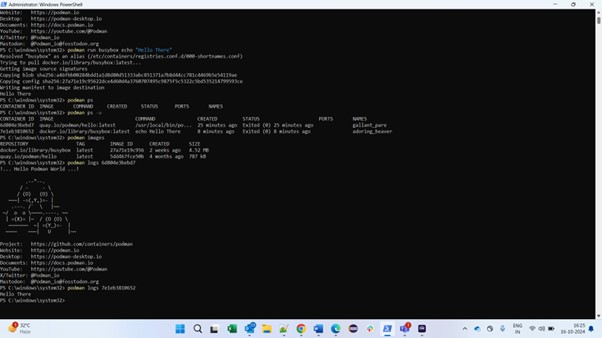 Administrator: Windows PowerShell
Website: https://podman.io
Podman-desktop: https://podman-desktop.io
Documents: https://docs.podman.io
YouTube: https://youtube.com/@Podman
X/Twitter: @Podman_io
Mastodon: @Podman_io@fosstodon.org
PS C:\windows\system32> podman run busybox echo "Hello There"
Resolved "busybox" as an alias (/etc/containers/registries.conf.d/000-shortnames.conf)
Trying to pull docker.io/library/busybox:latest...
Getting image source signatures
Copying blob
Copying config
Writing manifest to image destination
Hello There
PS C:\windows\system32> podman ps
CONTAINER ID IMAGE COMMAND CREATED STATUS PORTS NAMES
PS C:\windows\system32> podman ps -a
CONTAINER ID IMAGE COMMAND CREATED STATUS PORTS NAMES
6d804e3bebd7 quay.io/podman/hello:latest /usr/local/bin/po... 25 minutes ago Exited (0) 25 minutes ago gallant_pare
7e1eb3810652 docker.io/library/busybox:latest echo Hello There 8 minutes ago Exited (0) 8 minutes ago adoring_beaver
PS C:\windows\system32> podman images
REPOSITORY TAG IMAGE ID CREATED SIZE
docker.io/library/busybox latest 27a71e19c956 2 weeks ago 4.52 MB
quay.io/podman/hello latest 5dd467fce50b 4 months ago 787 kB
PS C:\windows\system32> podman logs 6d804e3bebd7
!... Hello Podman World ...!
Project: https://github.com/containers/podman
Website: https://podman.io
Podman-desktop: https://podman-desktop.io
Documents: https://docs.podman.io
YouTube: https://youtube.com/@Podman
X/Twitter: @Podman_io
Mastodon: @Podman_io@fosstodon.org
PS C:\windows\system32> podman logs 7e1eb3810652
Hello There
PS C:\windows\system32>
32°C
Haze
ENG
IN
16:25
16-10-2024